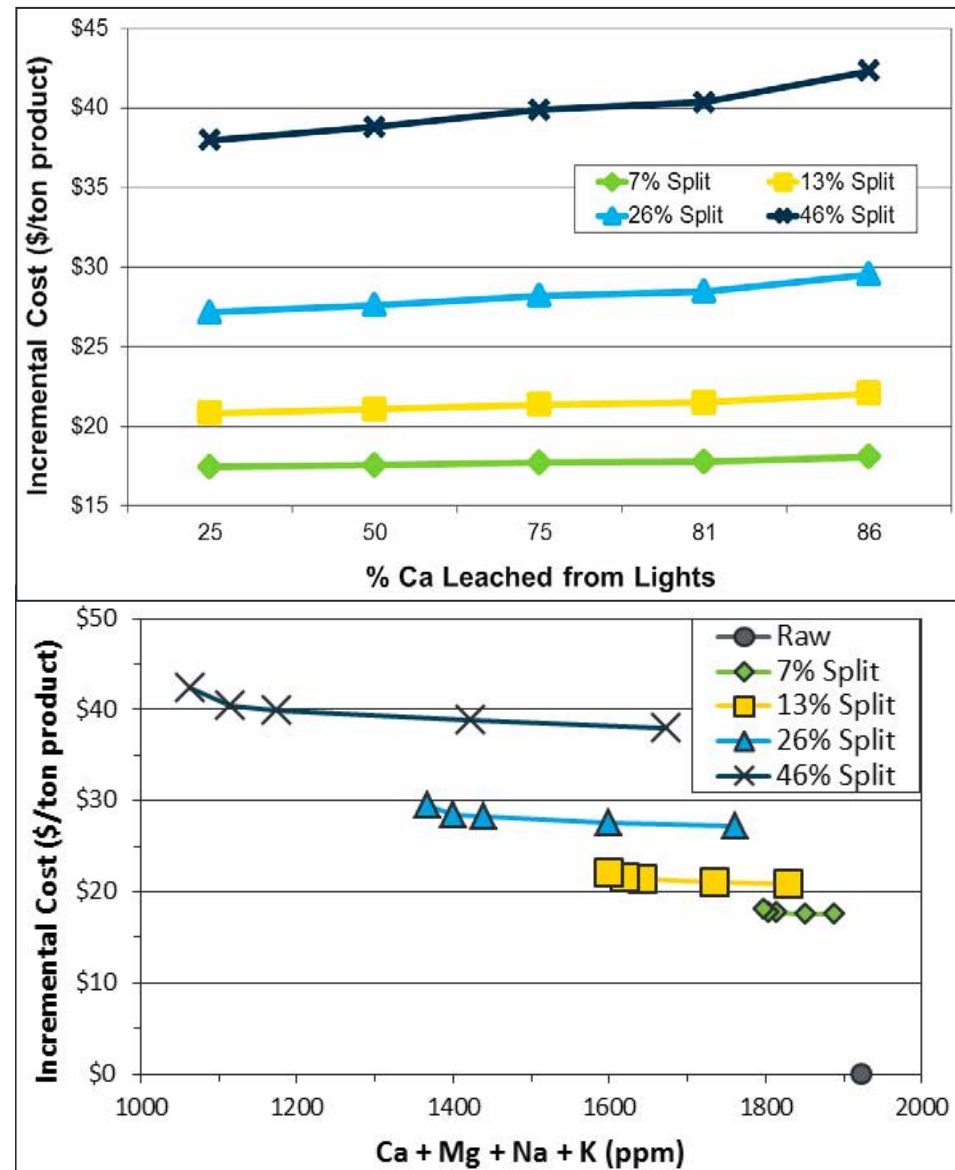 Incremental Cost ($/ton product)
$45
$40
$35
$30
$25
$20
$15
7% Split 13% Split
26% Split 46% Split
25 50 75 81 86
% Ca Leached from Lights
Incremental Cost ($/ton product)
$50
$40
$30
$20
$10
$0
Raw
7% Split
13% Split
26% Split
46% Split
1000 1200 1400 1600 1800 2000
Ca + Mg + Na + K (ppm)